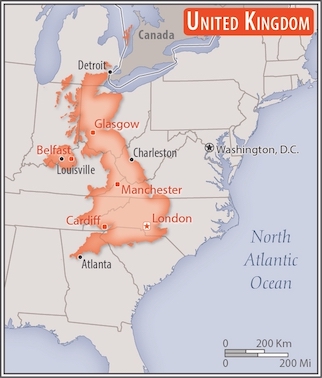 UNITED KINGDOM
Canada
Detroit
Glasgow
Belfast
Charleston
Washington, D.C.
Louisville
Manchester
Cardiff
London
North
Atlantic
Ocean
Atlanta
0 200 Km
0 200 Mi